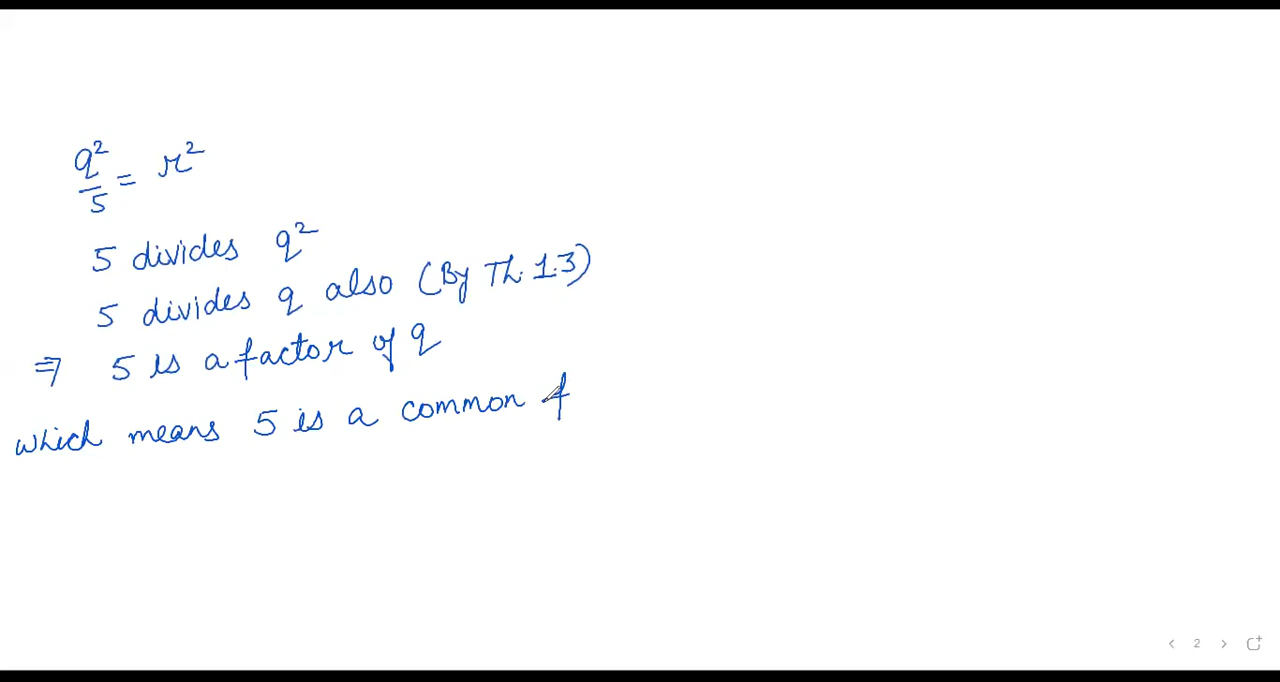 q²/5 = r²
5 divides q²
5 divides q also (By Th. 1.3)
⇒ 5 is a factor of q
which means 5 is a common f
2